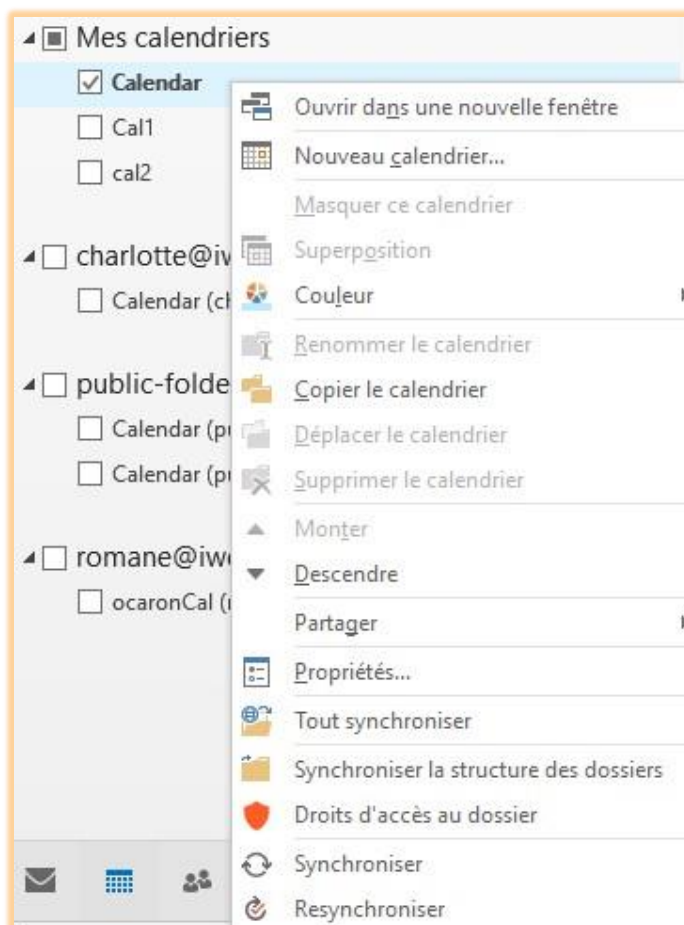 Mes calendriers
Calendar
Cal1
cal2
charlotte@iw
Calendar (ch
public-folde
Calendar (pu
Calendar (pu
romane@iwe
ocaronCal (r
Ouvrir dans une nouvelle fenêtre
Nouveau calendrier...
Masquer ce calendrier
Superposition
Couleur
Renommer le calendrier
Copier le calendrier
Déplacer le calendrier
Supprimer le calendrier
Monter
Descendre
Partager
Propriétés...
Tout synchroniser
Synchroniser la structure des dossiers
Droits d'accès au dossier
Synchroniser
Resynchroniser